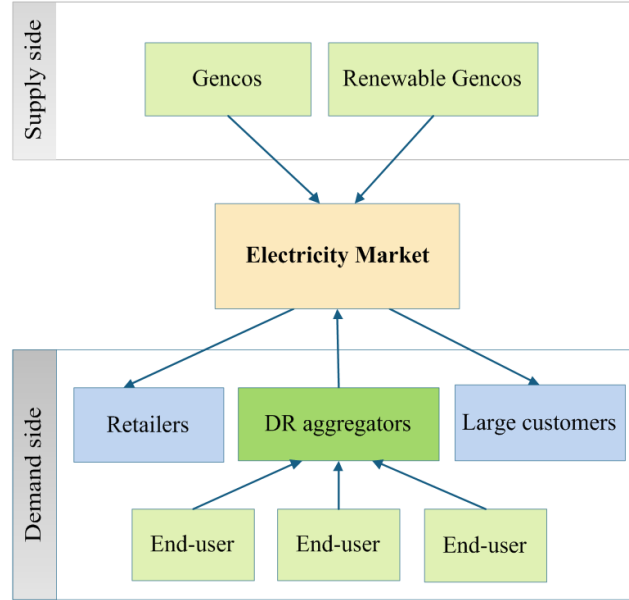 Supply side
Gencos
Renewable Gencos
Electricity Market
Demand side
Retailers
DR aggregators
Large customers
End-user
End-user
End-user